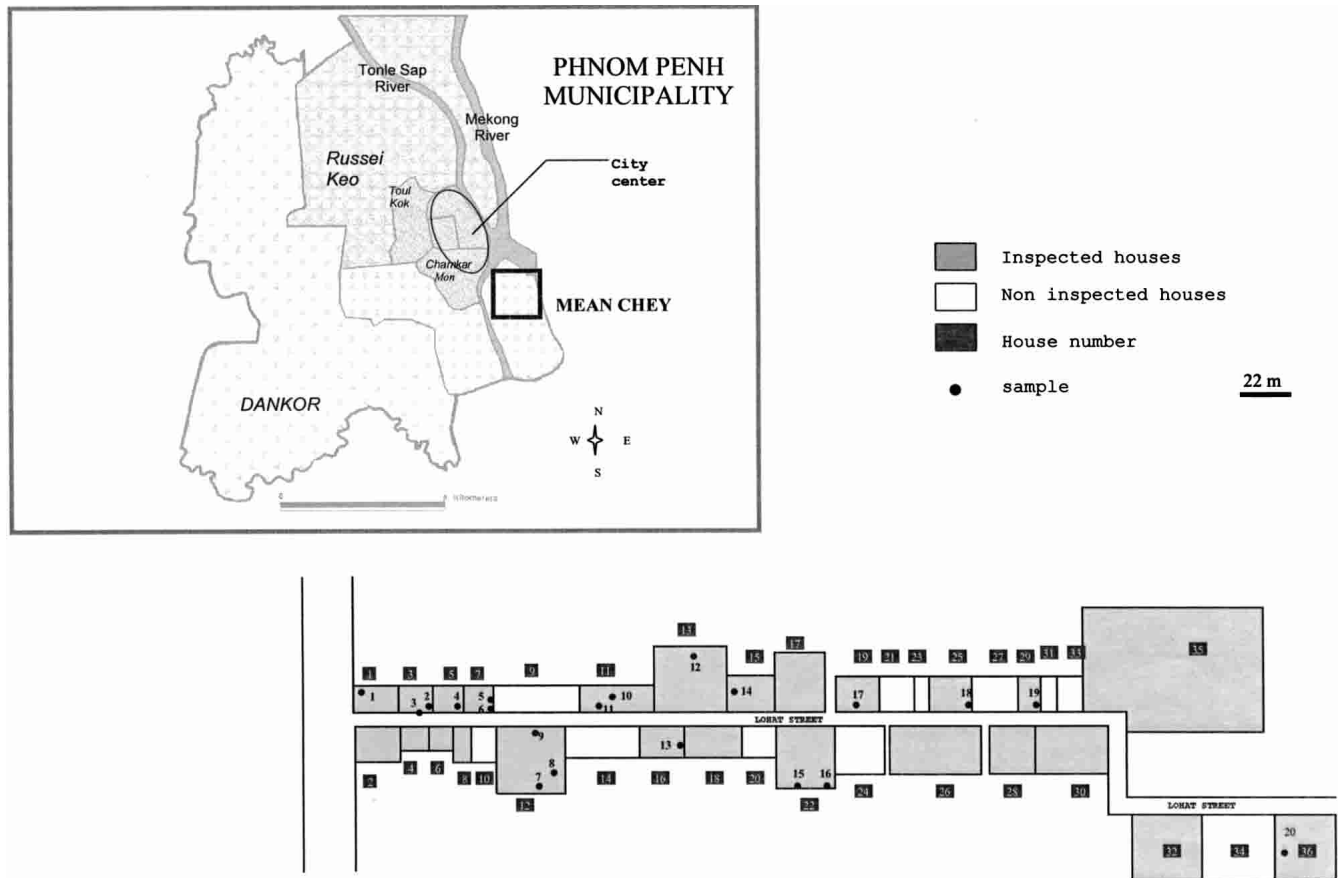 PHNOM PENH
MUNICIPALITY
Tonle Sap
River
Mekong
River
Russei
Keo
City
center
Toul
Kok
Chamkar
Mon
MEAN CHEY
DANKOR
N
W E
S
0
Inspected houses
Non inspected houses
House number
sample
22 m
13 17
1 3 5 7 9 11 15 19 21 23 25 27 29 31 33 35
12
1 2 3 4 5 6 10 11 14 17 18 19
LOHAT STREET
9 13
8
7 15 16
2 4 6 8 10 14 16 18 20 24 26 28 30
12 22
LOHAT STREET
20
32 34 36